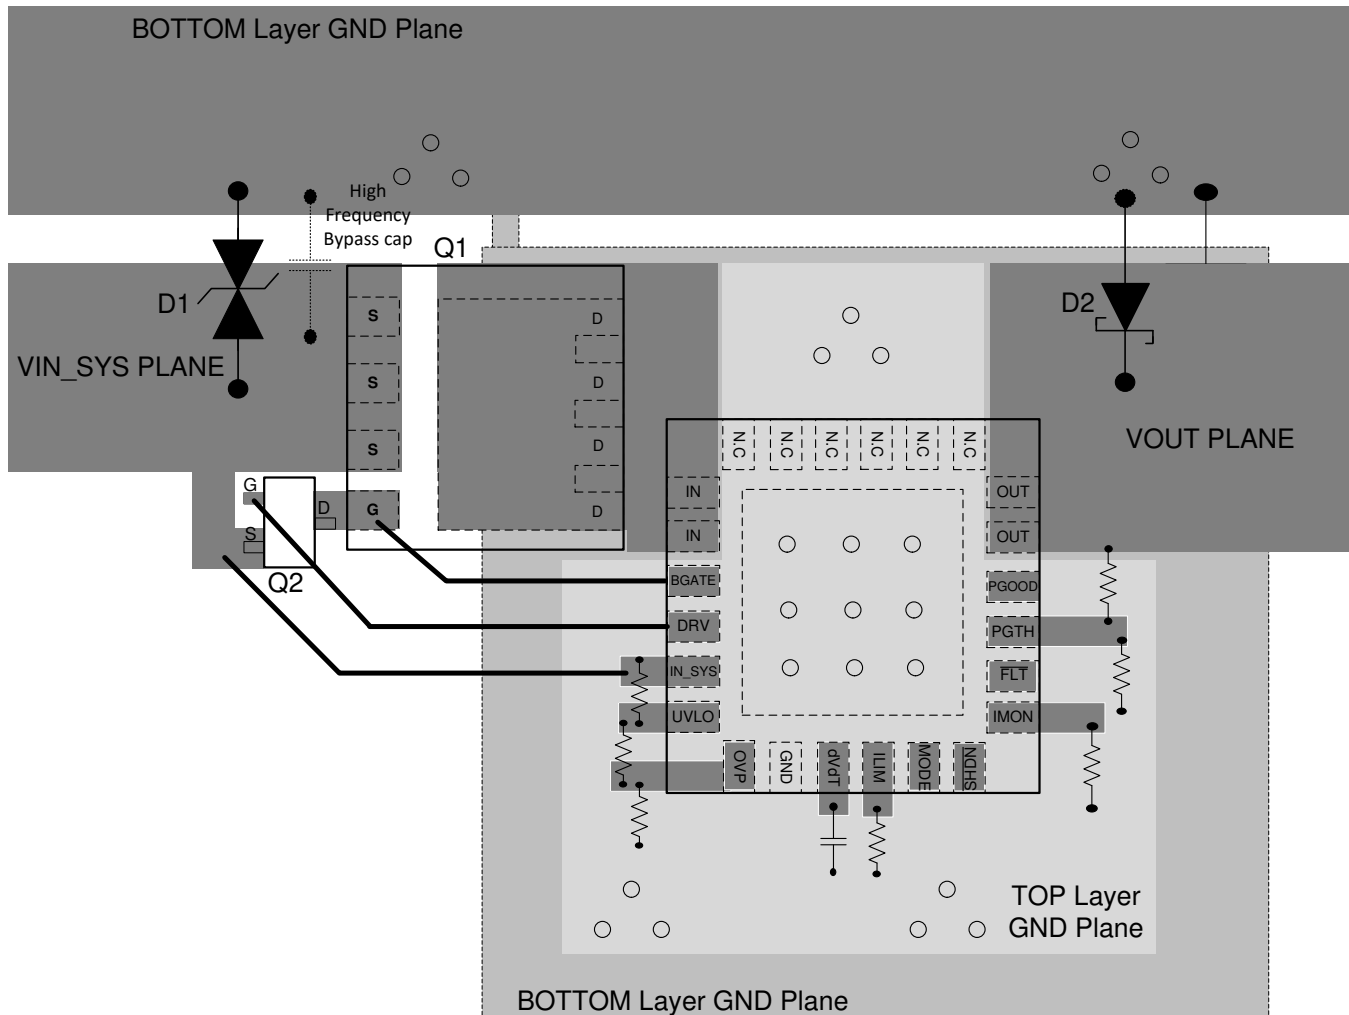 BOTTOM Layer GND Plane
High
Frequency
Bypass cap
Q1
D1
D2
VIN_SYS PLANE
VOUT PLANE
S
S
S
G
D
D
D
D
G
D
S
Q2
N.C
N.C
N.C
N.C
N.C
N.C
IN
IN
BGATE
DRV
IN_SYS
UVLO
OUT
OUT
PGOOD
PGTH
FLT
IMON
OVP
GND
dVdT
ILIM
MODE
SHDN
TOP Layer
GND Plane
BOTTOM Layer GND Plane